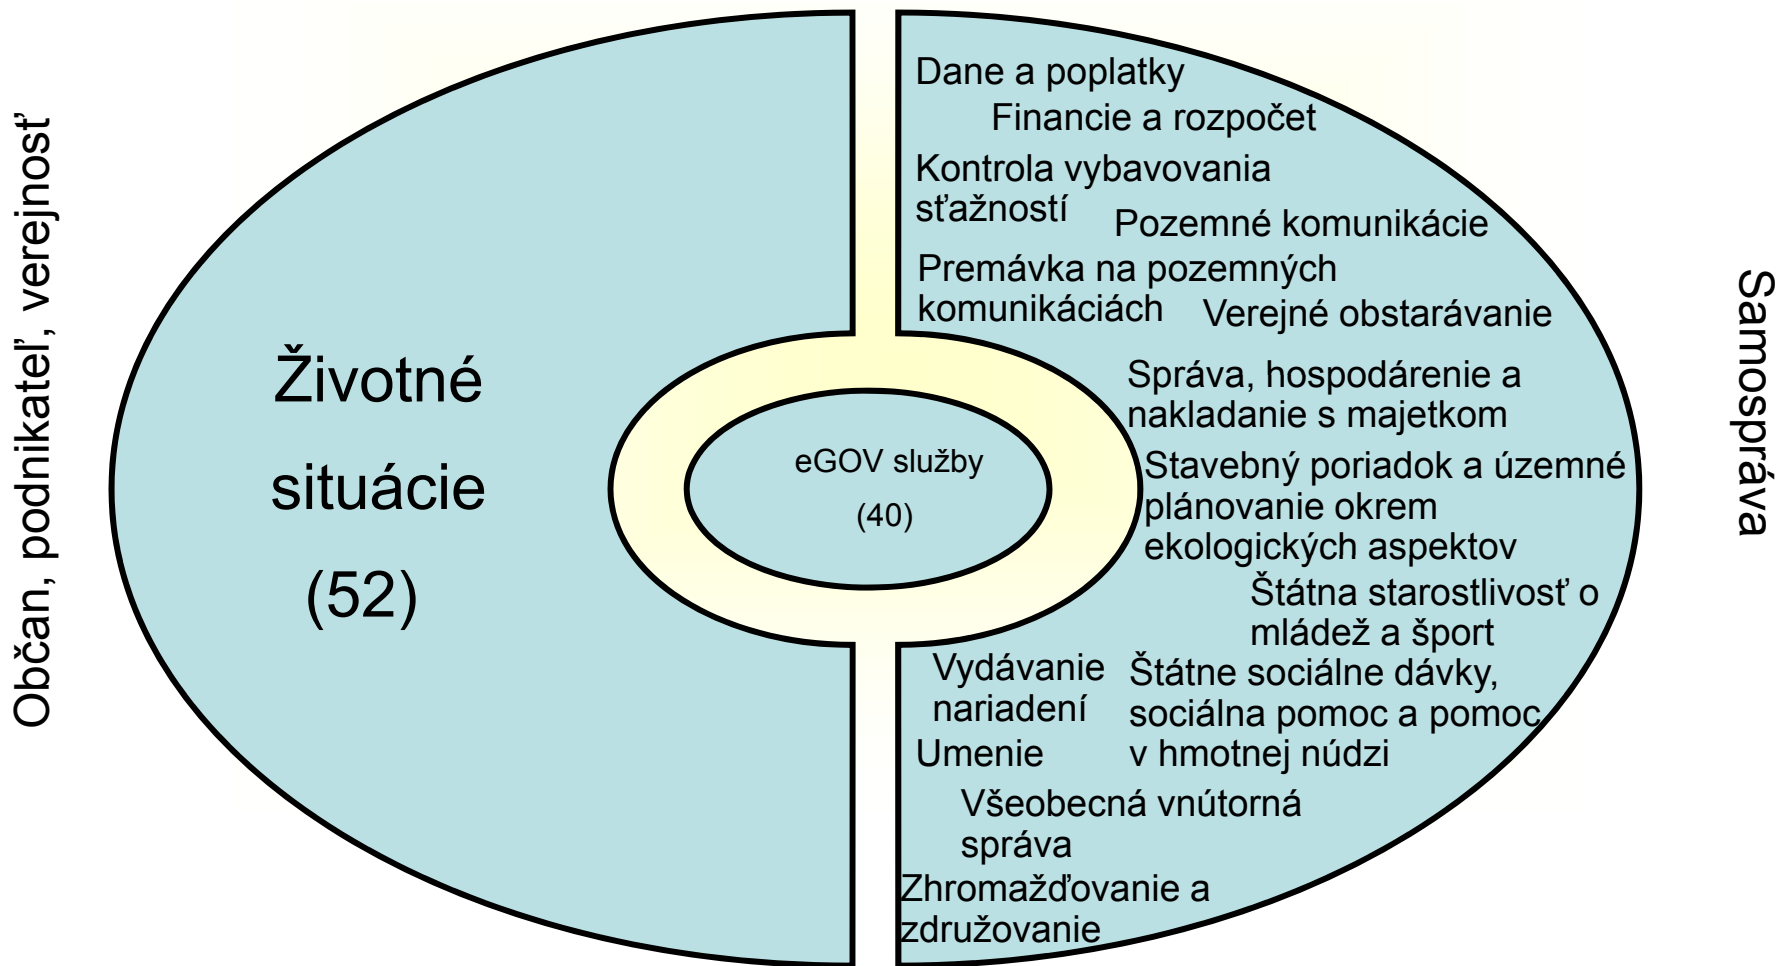 Občan, podnikateľ, verejnosť
Životné
situácie
(52)
eGOV služby
(40)
Dane a poplatky
Financie a rozpočet
Kontrola vybavovania
sťažností
Pozemné komunikácie
Premávka na pozemných
komunikáciách
Verejné obstarávanie
Správa, hospodárenie a
nakladanie s majetkom
Stavebný poriadok a územné
plánovanie okrem
ekologických aspektov
Štátna starostlivosť o
mládež a šport
Vydávanie
nariadení
Štátne sociálne dávky,
sociálna pomoc a pomoc
v hmotnej núdzi
Umenie
Všeobecná vnútorná
správa
Zhromažďovanie a
združovanie
Samospráva